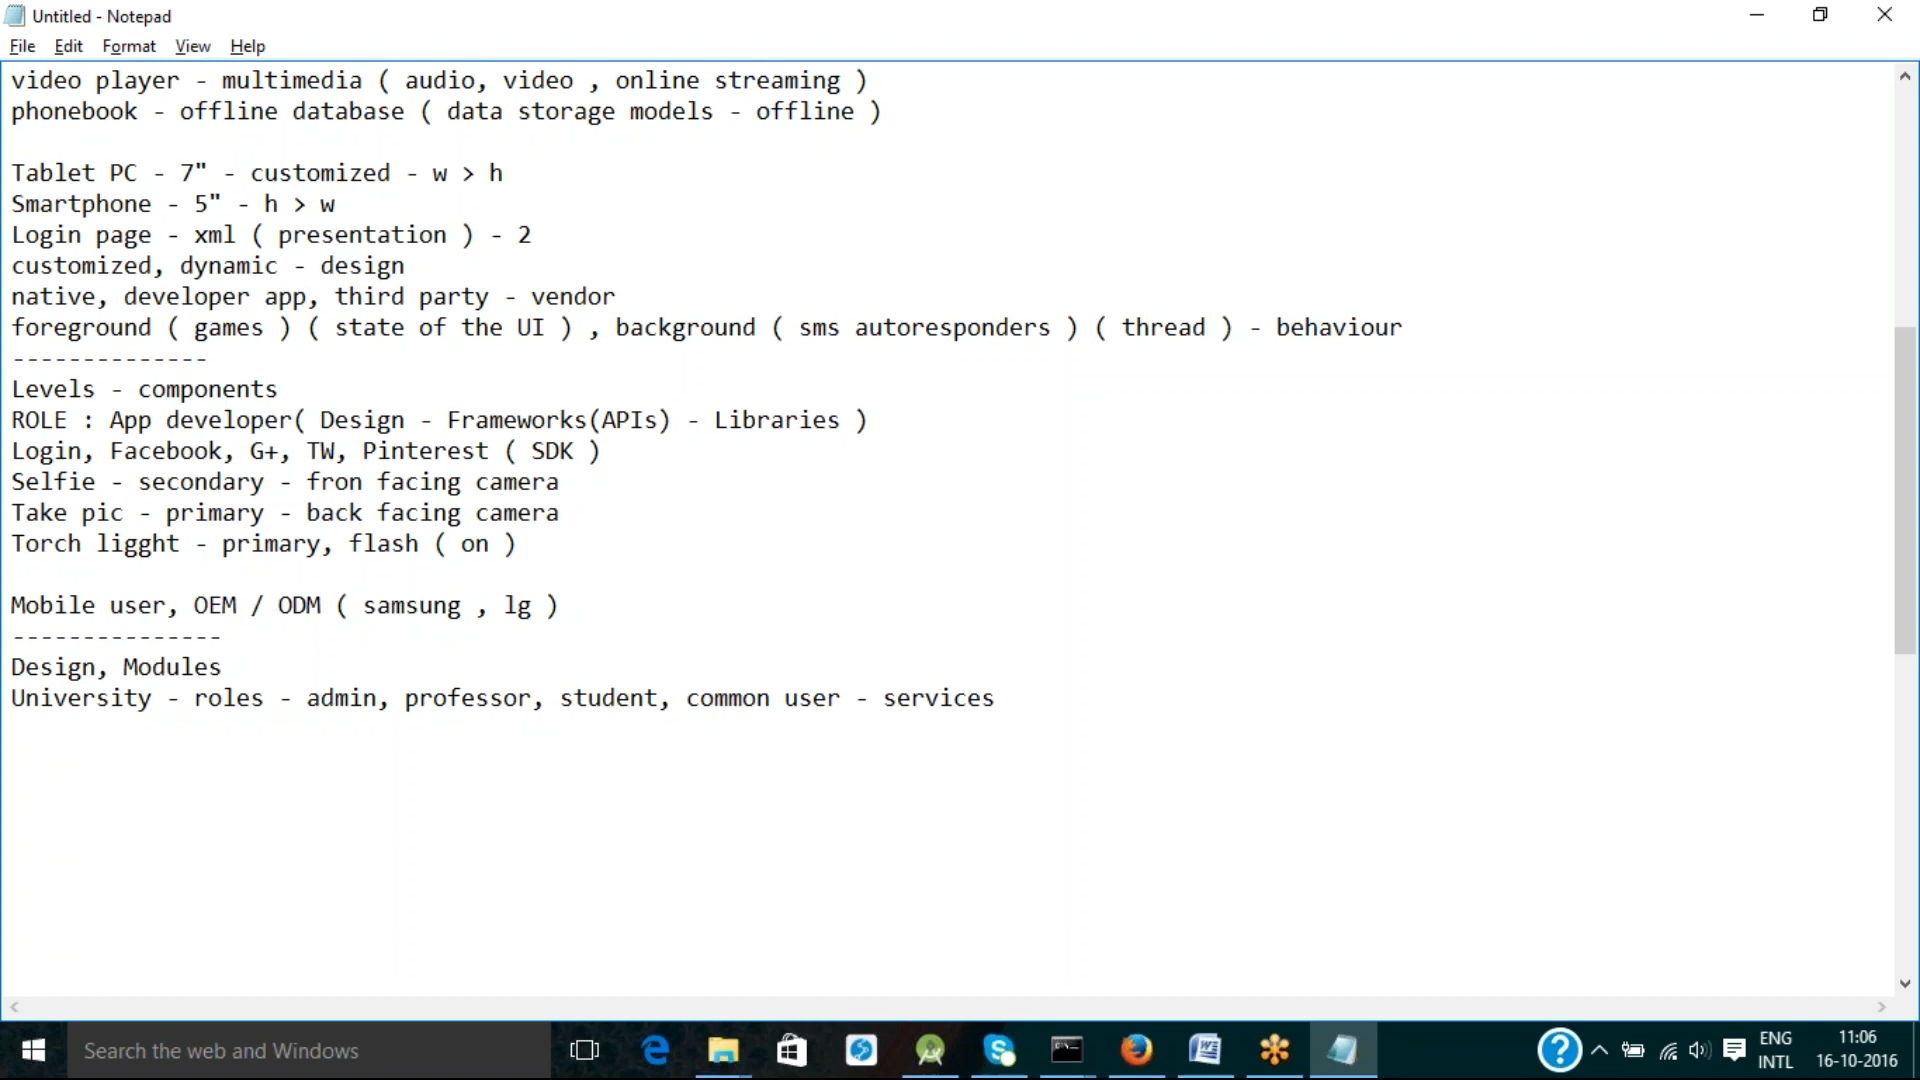 Untitled - Notepad
File Edit Format View Help
video player - multimedia ( audio, video , online streaming )
phonebook - offline database ( data storage models - offline )
Tablet PC - 7" - customized - w > h
Smartphone - 5" - h > w
Login page - xml ( presentation ) - 2
customized, dynamic - design
native, developer app, third party - vendor
foreground ( games ) ( state of the UI ) , background ( sms autoresponders ) ( thread ) - behaviour
--------------
Levels - components
ROLE : App developer( Design - Frameworks(APIs) - Libraries )
Login, Facebook, G+, TW, Pinterest ( SDK )
Selfie - secondary - fron facing camera
Take pic - primary - back facing camera
Torch ligght - primary, flash ( on )
Mobile user, OEM / ODM ( samsung , lg )
---------------
Design, Modules
University - roles - admin, professor, student, common user - services
Search the web and Windows
ENG
INTL
11:06
16-10-2016